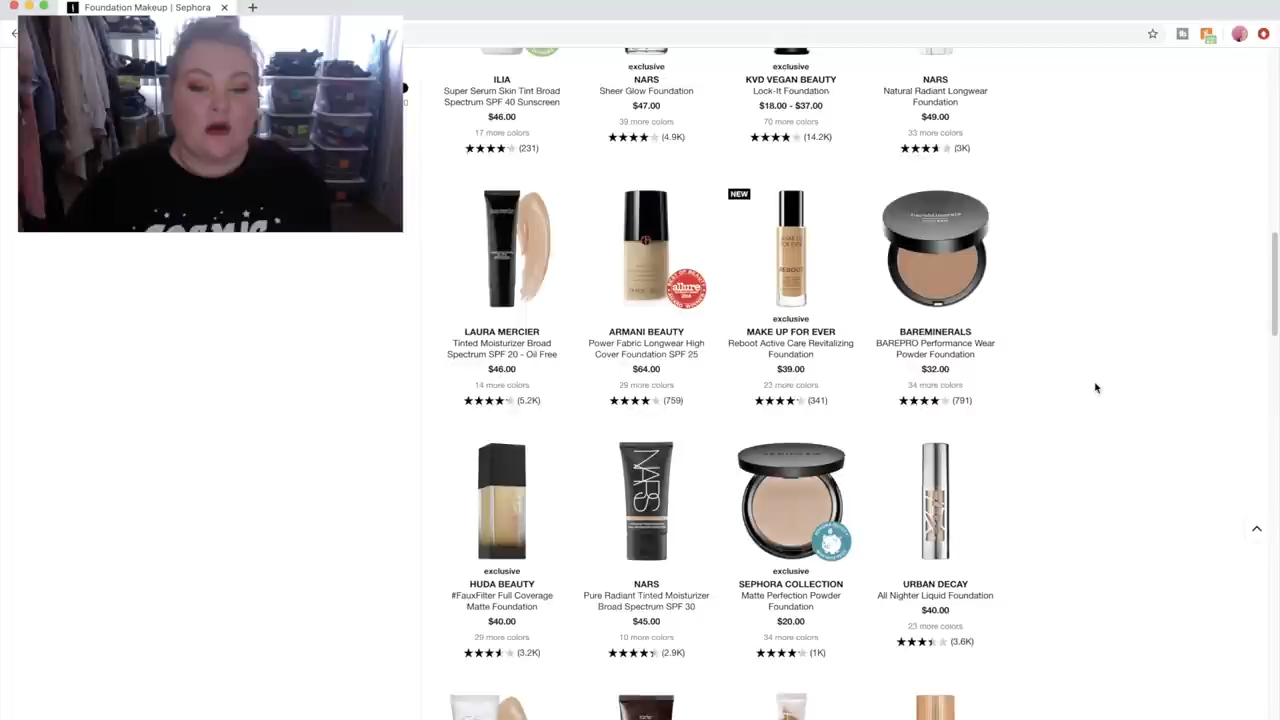 Foundation Makeup | Sephora
COSMIC
ILIA
Super Serum Skin Tint Broad
Spectrum SPF 40 Sunscreen
$46.00
17 more colors
(231)
exclusive
NARS
Sheer Glow Foundation
$47.00
39 more colors
(4.9K)
exclusive
KVD VEGAN BEAUTY
Lock-It Foundation
$18.00 - $37.00
70 more colors
(14.2K)
NARS
Natural Radiant Longwear
Foundation
$49.00
33 more colors
(3K)
LAURA MERCIER
Tinted Moisturizer Broad
Spectrum SPF 20 - Oil Free
$46.00
14 more colors
(5.2K)
allure
ARMANI BEAUTY
Power Fabric Longwear High
Cover Foundation SPF 25
$64.00
29 more colors
(759)
NEW
REBOOT
exclusive
MAKE UP FOR EVER
Reboot Active Care Revitalizing
Foundation
$39.00
23 more colors
(341)
BAREMINERALS
BAREPRO Performance Wear
Powder Foundation
$32.00
34 more colors
(791)
exclusive
HUDA BEAUTY
#FauxFilter Full Coverage
Matte Foundation
$40.00
29 more colors
(3.2K)
NARS
NARS
Pure Radiant Tinted Moisturizer
Broad Spectrum SPF 30
$45.00
10 more colors
(2.9K)
exclusive
SEPHORA COLLECTION
Matte Perfection Powder
Foundation
$20.00
34 more colors
(1K)
URBAN DECAY
All Nighter Liquid Foundation
$40.00
23 more colors
(3.6K)